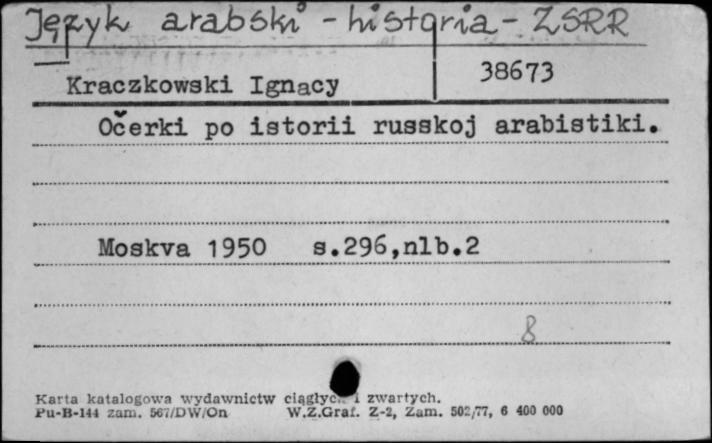 Język arabski - historia - ZSRR
Kraczkowski Ignacy 38673
Očerki po istorii russkoj arabistiki.
Moskva 1950 s.296,nlb.2
8
Karta katalogowa wydawnictw i zwartych.
Pu-B-144 zam. 567/DW/On W.Z.Graf. Z-2, Zam. 502/77, 6 400 000